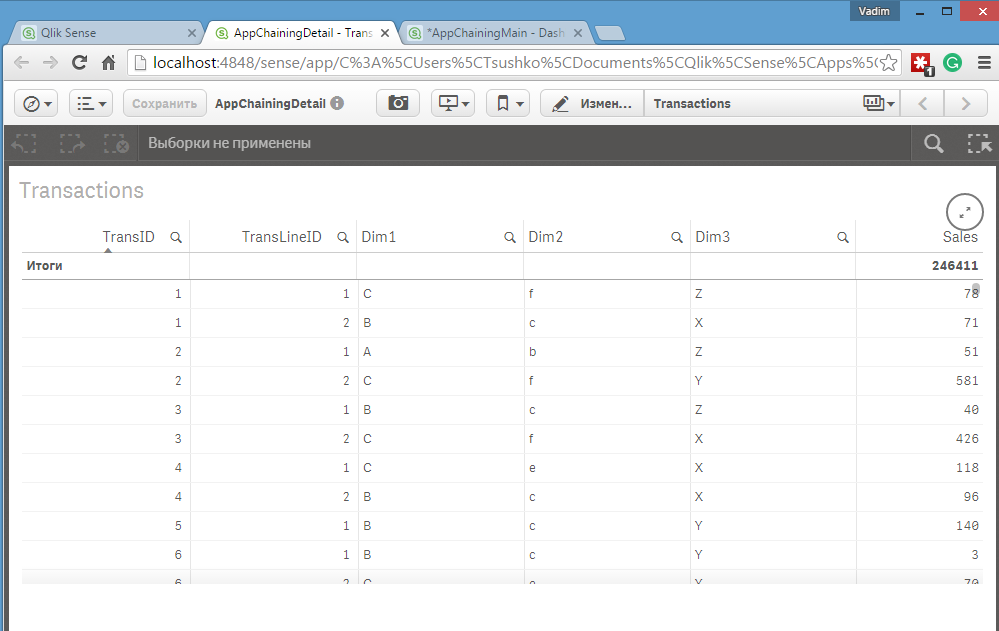 Vadim
Qlik Sense
AppChainingDetail - Trans
*AppChainingMain - Dash
localhost:4848/sense/app/C%3A%5CUsers%5CTsushko%5CDocuments%5CQlik%5CSense%5CApps%5C
1
Сохранить AppChainingDetail Измен... Transactions
Выборки не применены
Transactions
TransID TransLineID Dim1 Dim2 Dim3 Sales
Итоги 246411
1 1 C f Z 78
1 2 B c X 71
2 1 A b Z 51
2 2 C f Y 581
3 1 B c Z 40
3 2 C f X 426
4 1 C e X 118
4 2 B c X 96
5 1 B c Y 140
6 1 B c Y 3
6 2 C e Y 70